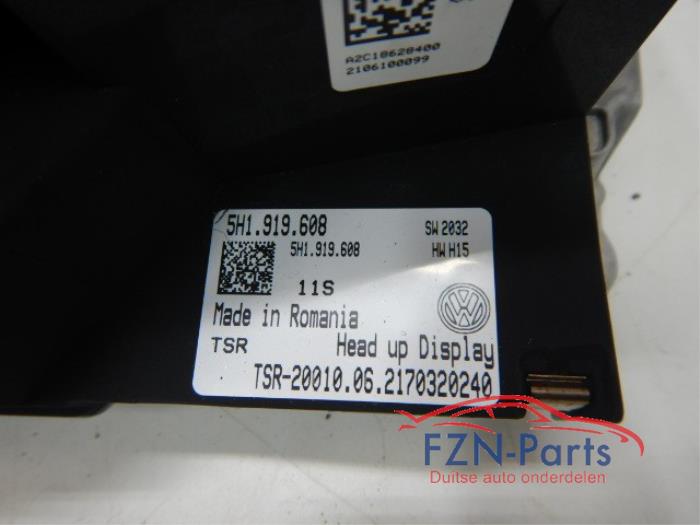 A2C18628400
2106100099
5H1.919.608
SW 2032
5H1.919.608
HW H15
11S
Made in Romania
TSR
Head up Display
TSR-20010.06.2170320240
FZN-Parts
Duitse auto onderdelen